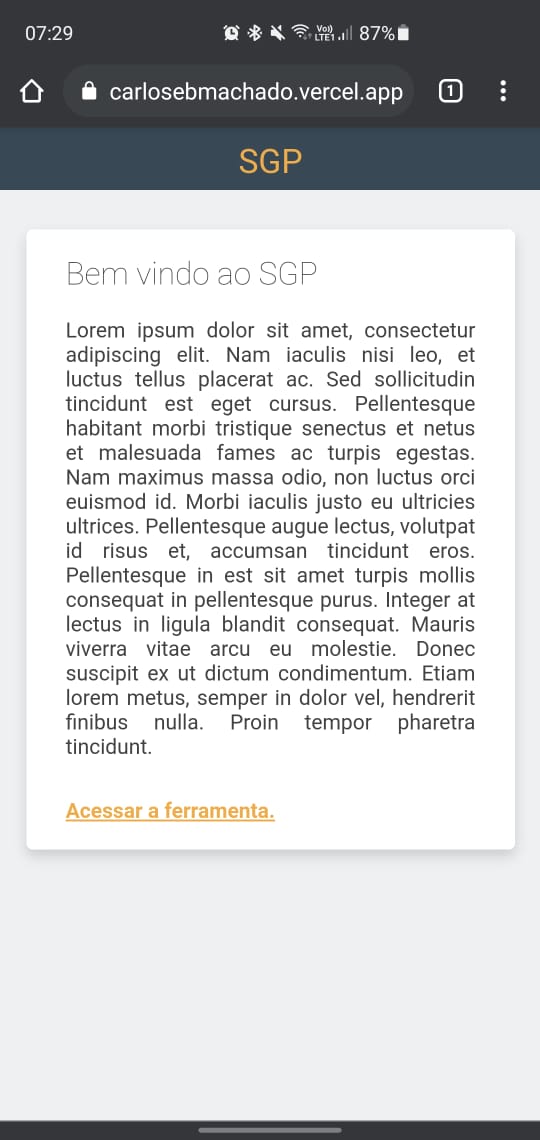 07:29
Vo))
LTE1
87%
carlosebmachado.vercel.app
1
SGP
Bem vindo ao SGP
Lorem ipsum dolor sit amet, consectetur
adipiscing elit. Nam iaculis nisi leo, et
luctus tellus placerat ac. Sed sollicitudin
tincidunt est eget cursus. Pellentesque
habitant morbi tristique senectus et netus
et malesuada fames ac turpis egestas.
Nam maximus massa odio, non luctus orci
euismod id. Morbi iaculis justo eu ultricies
ultrices. Pellentesque augue lectus, volutpat
id risus et, accumsan tincidunt eros.
Pellentesque in est sit amet turpis mollis
consequat in pellentesque purus. Integer at
lectus in ligula blandit consequat. Mauris
viverra vitae arcu eu molestie. Donec
suscipit ex ut dictum condimentum. Etiam
lorem metus, semper in dolor vel, hendrerit
finibus nulla. Proin tempor pharetra
tincidunt.
Acessar a ferramenta.